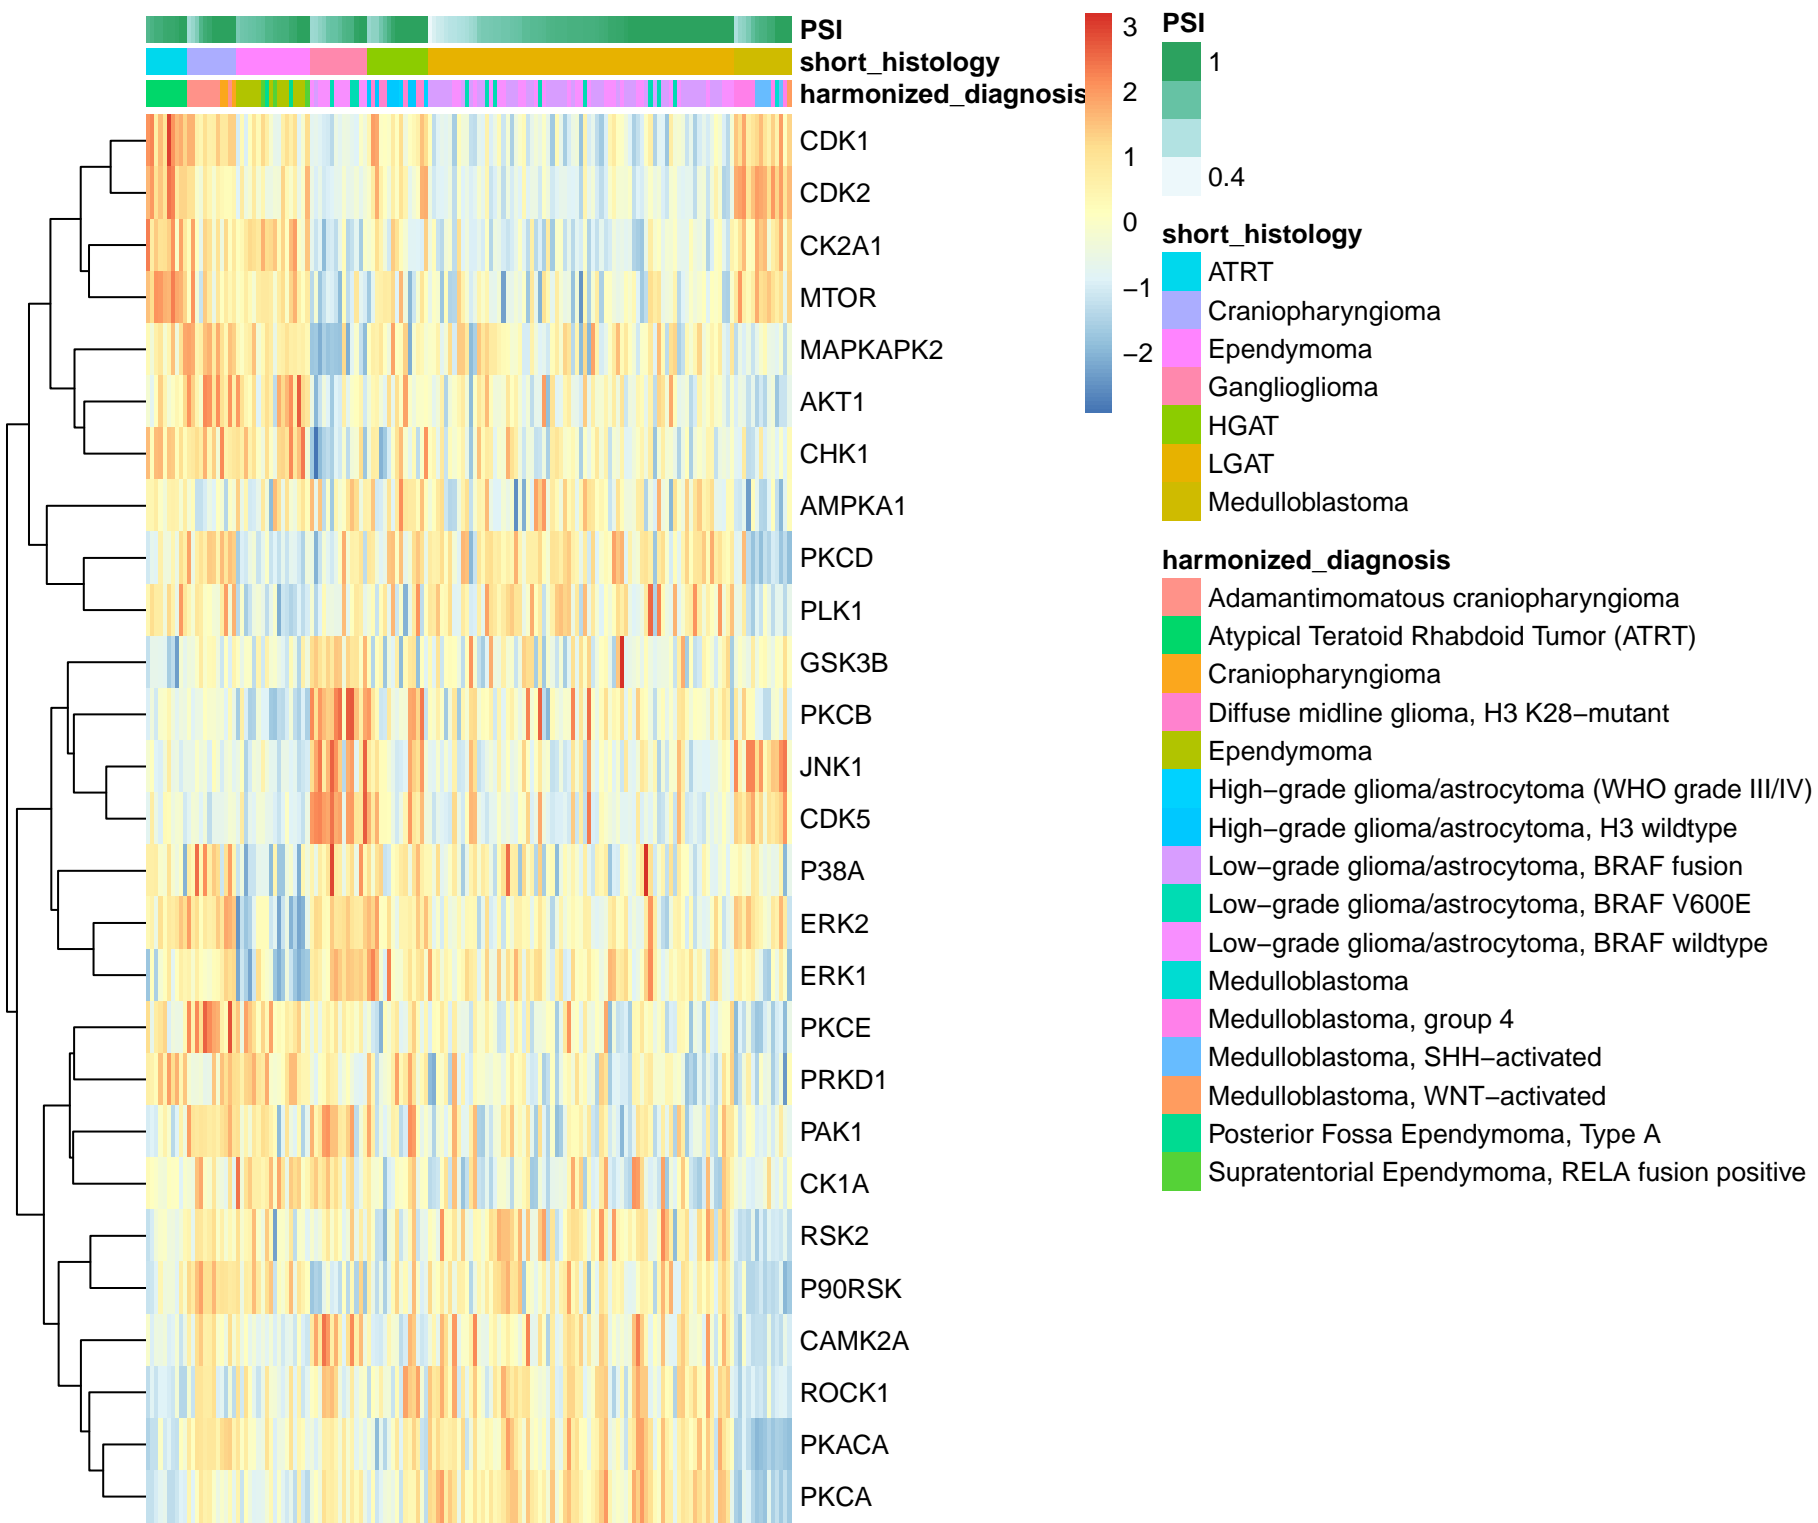 PSI
short_histology
harmonized_diagnosis
CDK1
CDK2
CK2A1
MTOR
MAPKAPK2
AKT1
CHK1
AMPKA1
PKCD
PLK1
GSK3B
PKCB
JNK1
CDK5
P38A
ERK2
ERK1
PKCE
PRKD1
PAK1
CK1A
RSK2
P90RSK
CAMK2A
ROCK1
PKACA
PKCA
3
2
1
0
−1
−2
PSI
1
0.4
short_histology
ATRT
Craniopharyngioma
Ependymoma
Ganglioglioma
HGAT
LGAT
Medulloblastoma
harmonized_diagnosis
Adamantimomatous craniopharyngioma
Atypical Teratoid Rhabdoid Tumor (ATRT)
Craniopharyngioma
Diffuse midline glioma, H3 K28−mutant
Ependymoma
High−grade glioma/astrocytoma (WHO grade III/IV)
High−grade glioma/astrocytoma, H3 wildtype
Low−grade glioma/astrocytoma, BRAF fusion
Low−grade glioma/astrocytoma, BRAF V600E
Low−grade glioma/astrocytoma, BRAF wildtype
Medulloblastoma
Medulloblastoma, group 4
Medulloblastoma, SHH−activated
Medulloblastoma, WNT−activated
Posterior Fossa Ependymoma, Type A
Supratentorial Ependymoma, RELA fusion positive